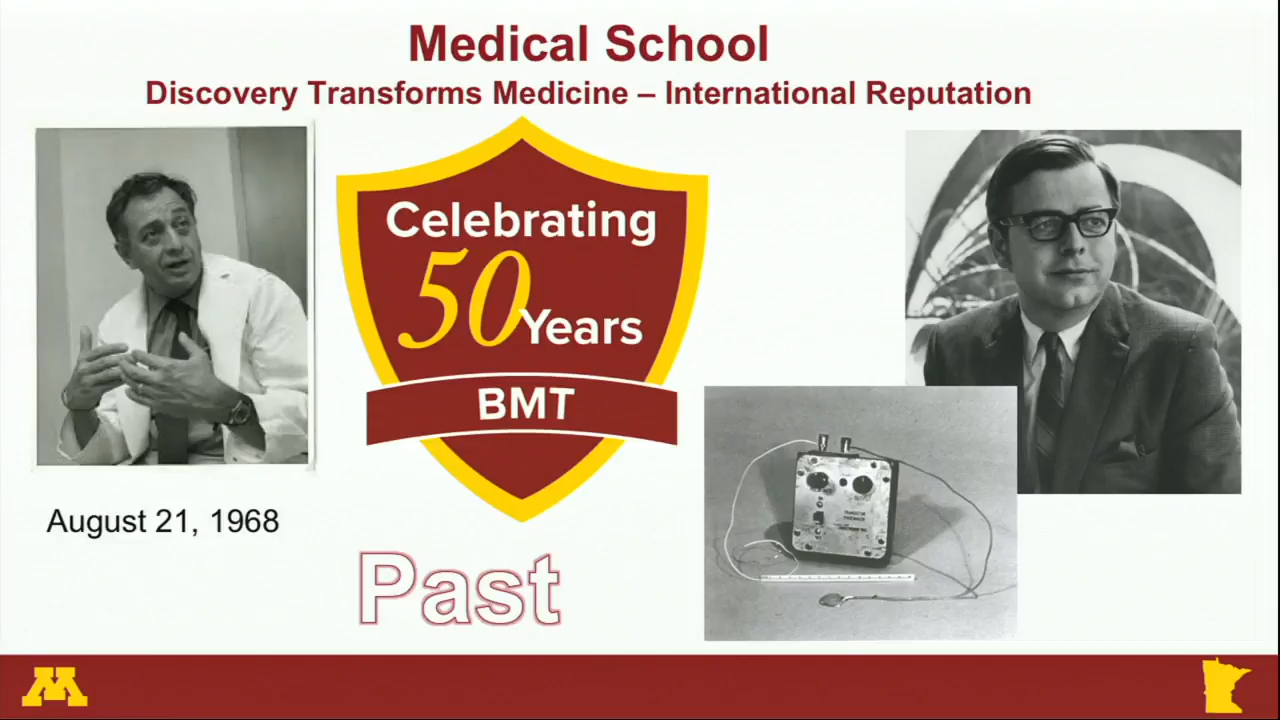 Medical School
Discovery Transforms Medicine – International Reputation
Celebrating
50 Years
BMT
August 21, 1968
Past
M